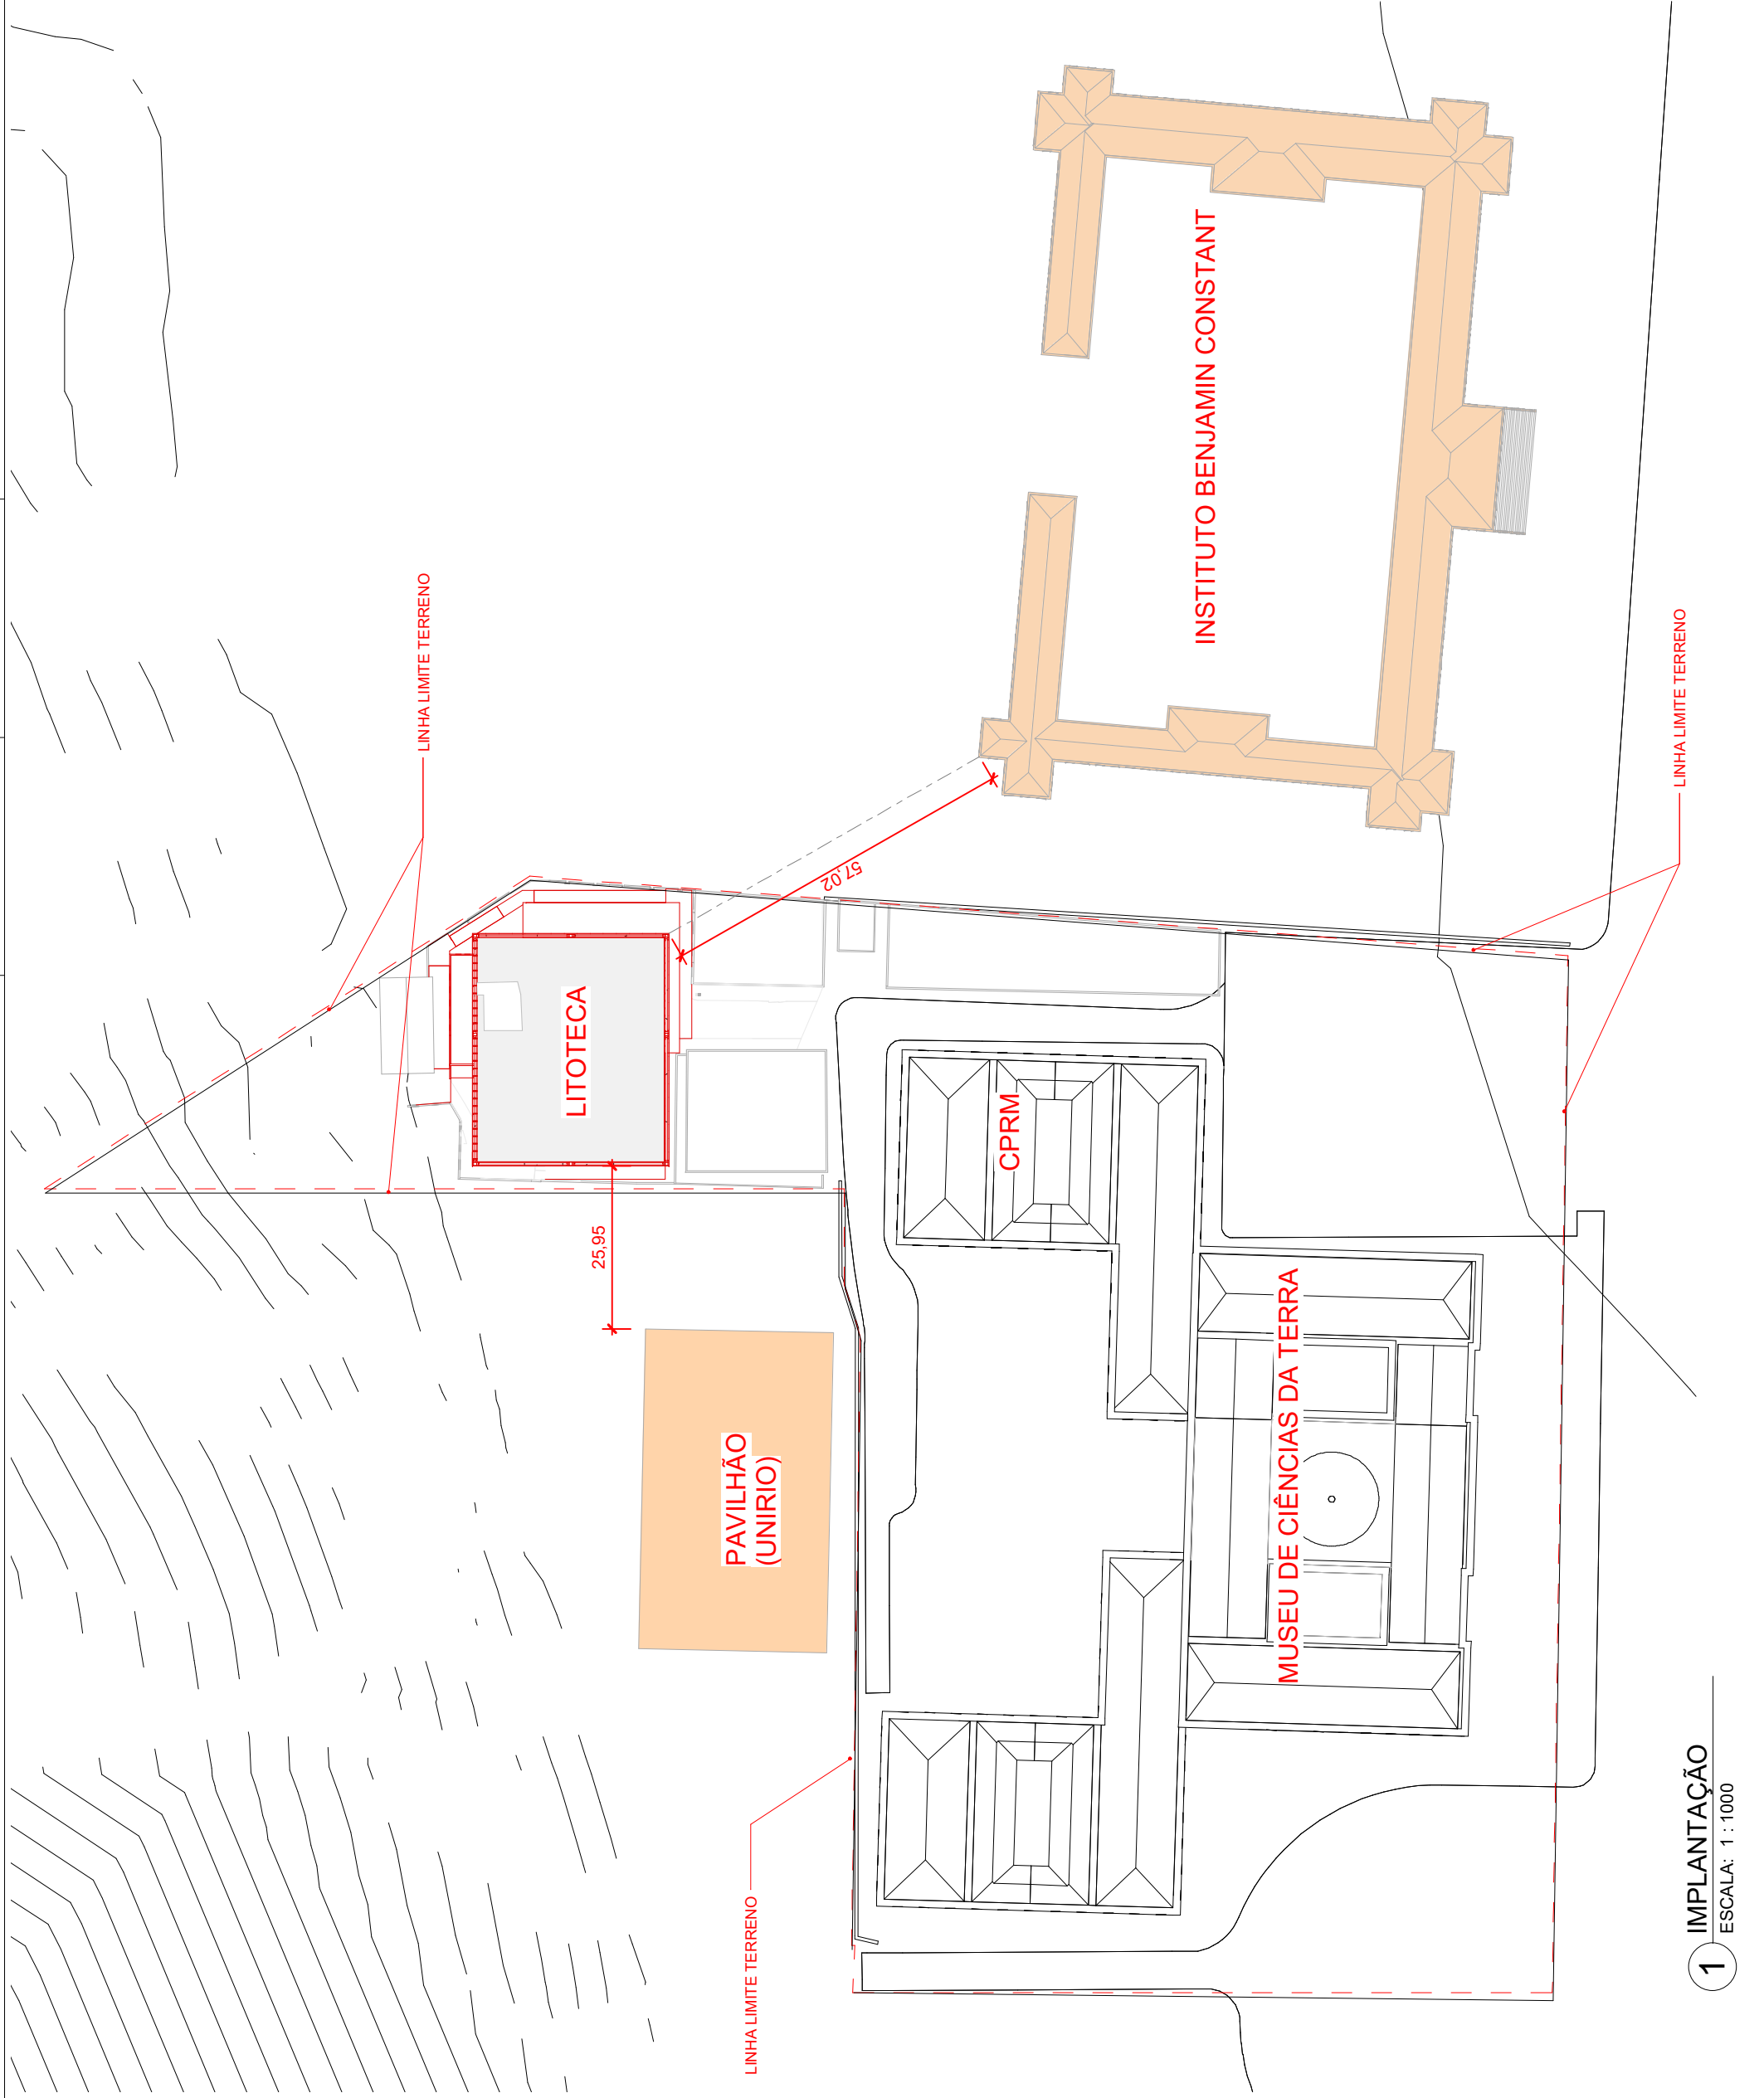 LINHA LIMITE TERRENO
LITOTECA
57,02
25,95
INSTITUTO BENJAMIN CONSTANT
PAVILHÃO
(UNIRIO)
CPRM
MUSEU DE CIÊNCIAS DA TERRA
LINHA LIMITE TERRENO
LINHA LIMITE TERRENO
1
IMPLANTAÇÃO
ESCALA: 1 : 1000